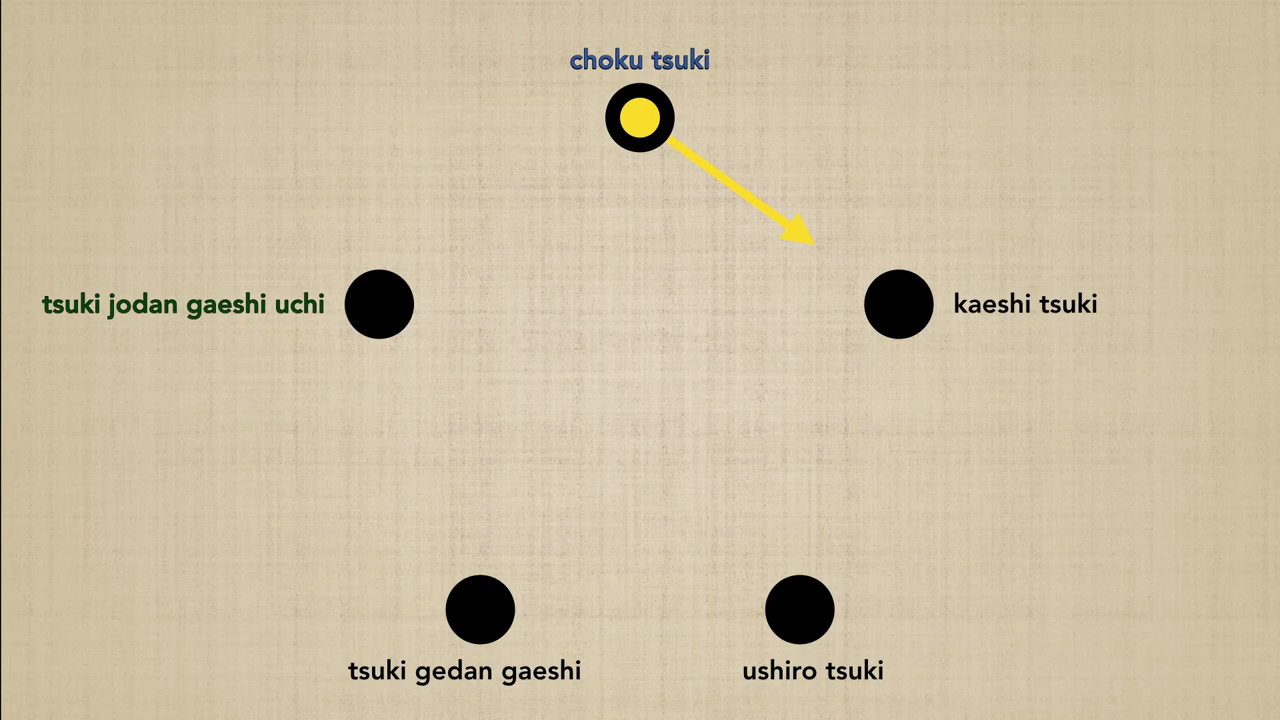 choku tsuki
tsuki jodan gaeshi uchi
kaeshi tsuki
tsuki gedan gaeshi
ushiro tsuki